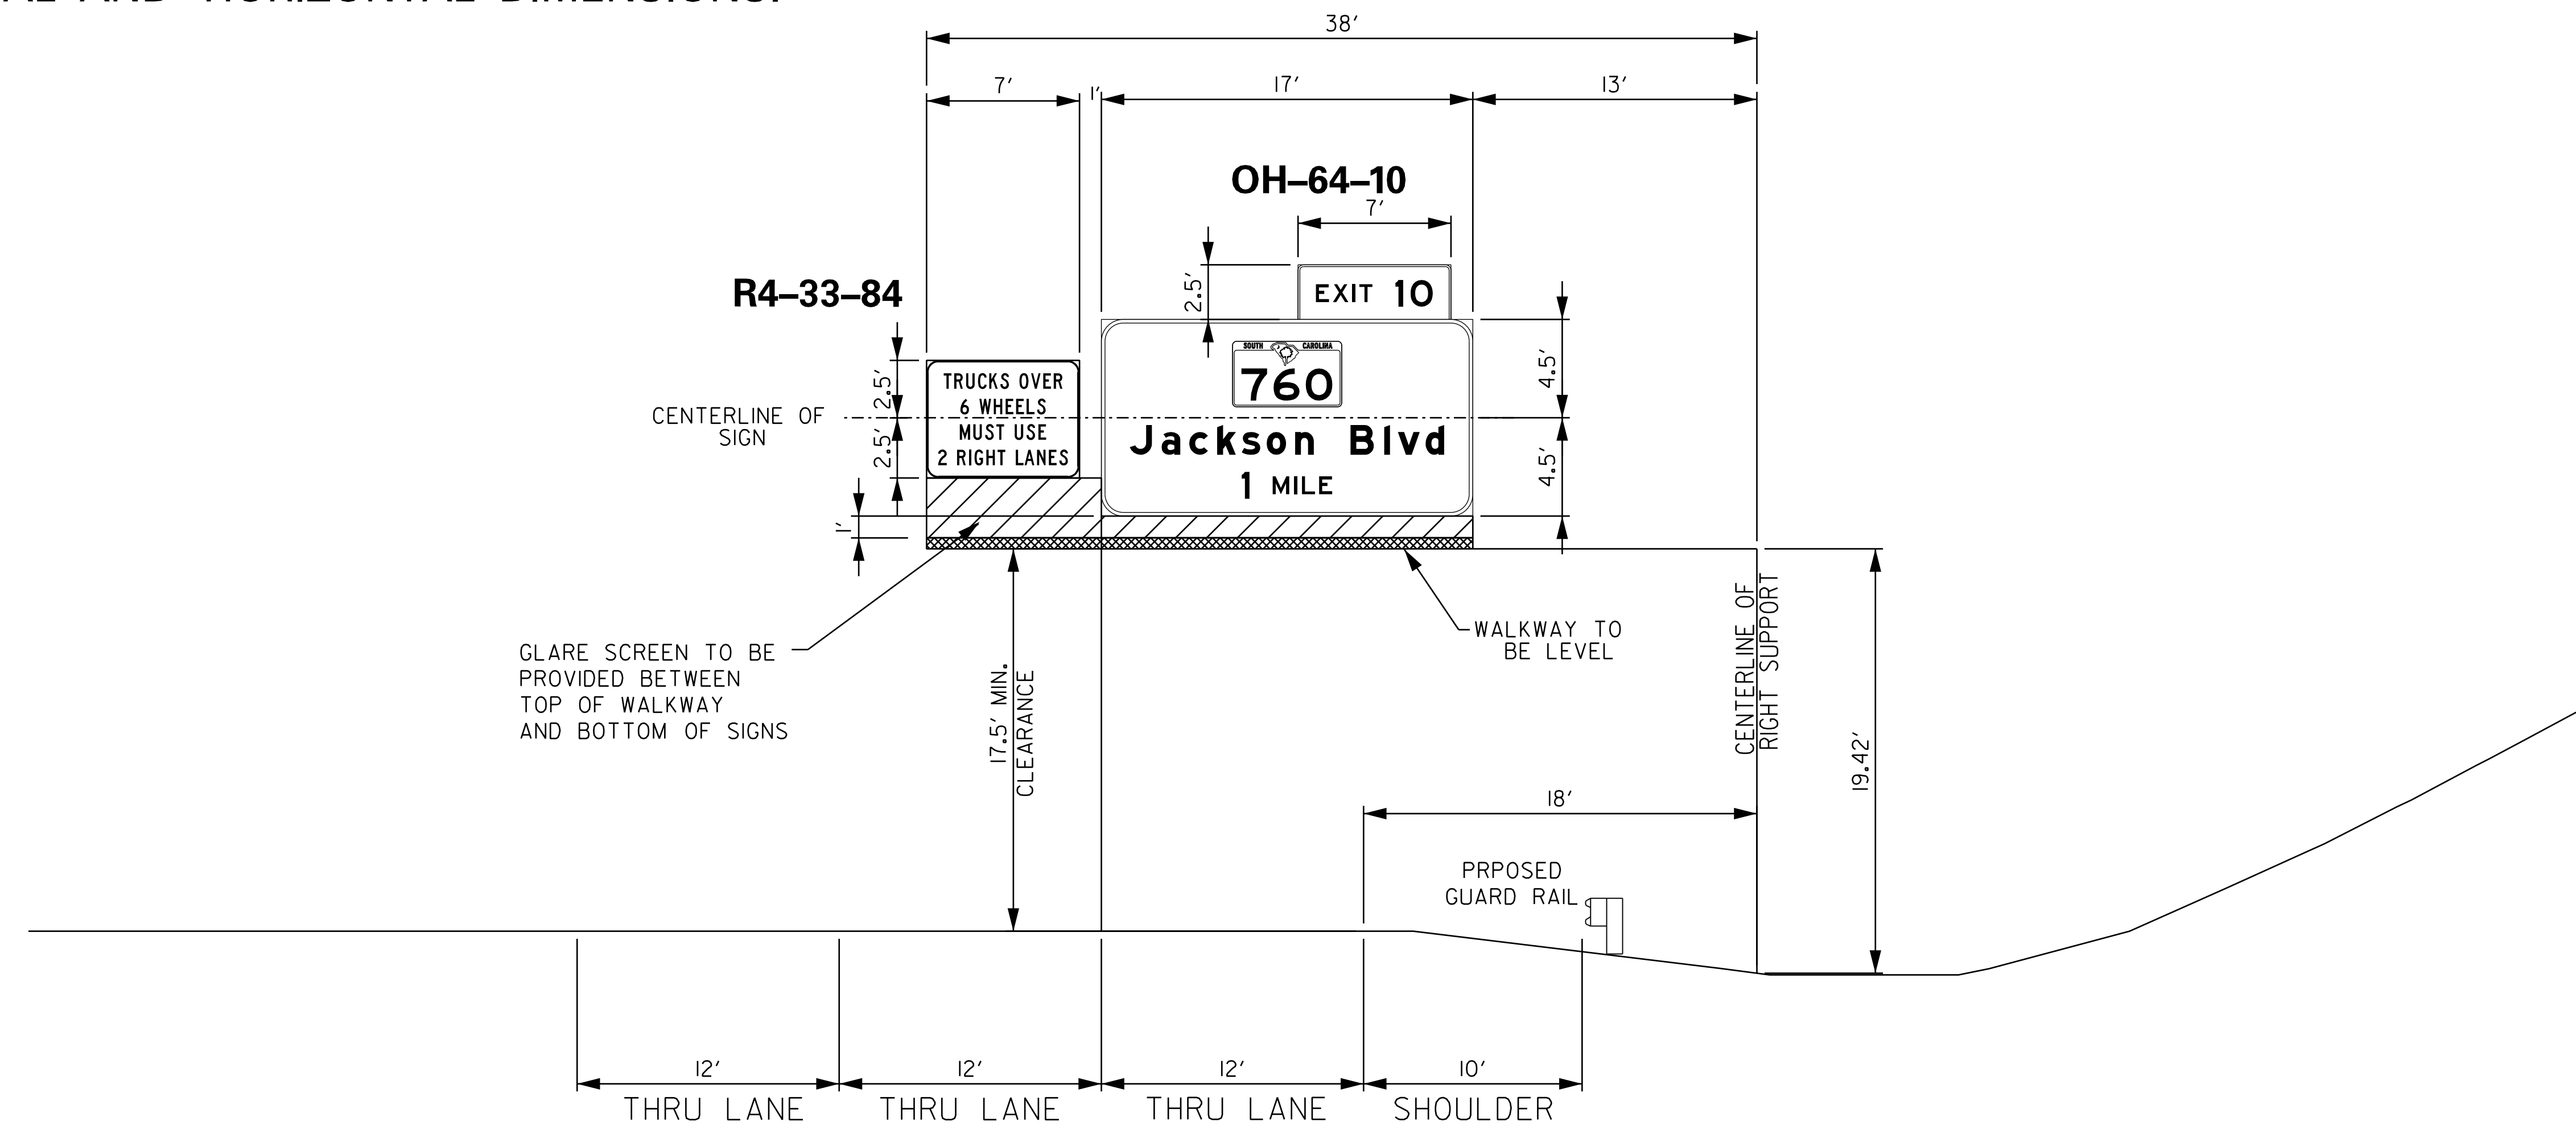 AL AND HORIZONTAL DIMENSIONS.
38'
7'
1'
17'
13'
OH-64-10
7'
R4-33-84
2.5'
EXIT 10
SOUTH CAROLINA
760
Jackson Blvd
1 MILE
4.5'
4.5'
TRUCKS OVER
6 WHEELS
MUST USE
2 RIGHT LANES
2.5'
2.5'
CENTERLINE OF
SIGN
1'
GLARE SCREEN TO BE
PROVIDED BETWEEN
TOP OF WALKWAY
AND BOTTOM OF SIGNS
17.5' MIN.
CLEARANCE
WALKWAY TO
BE LEVEL
CENTERLINE OF
RIGHT SUPPORT
19.42'
18'
PRPOSED
GUARD RAIL
12'
12'
12'
10'
THRU LANE
THRU LANE
THRU LANE
SHOULDER